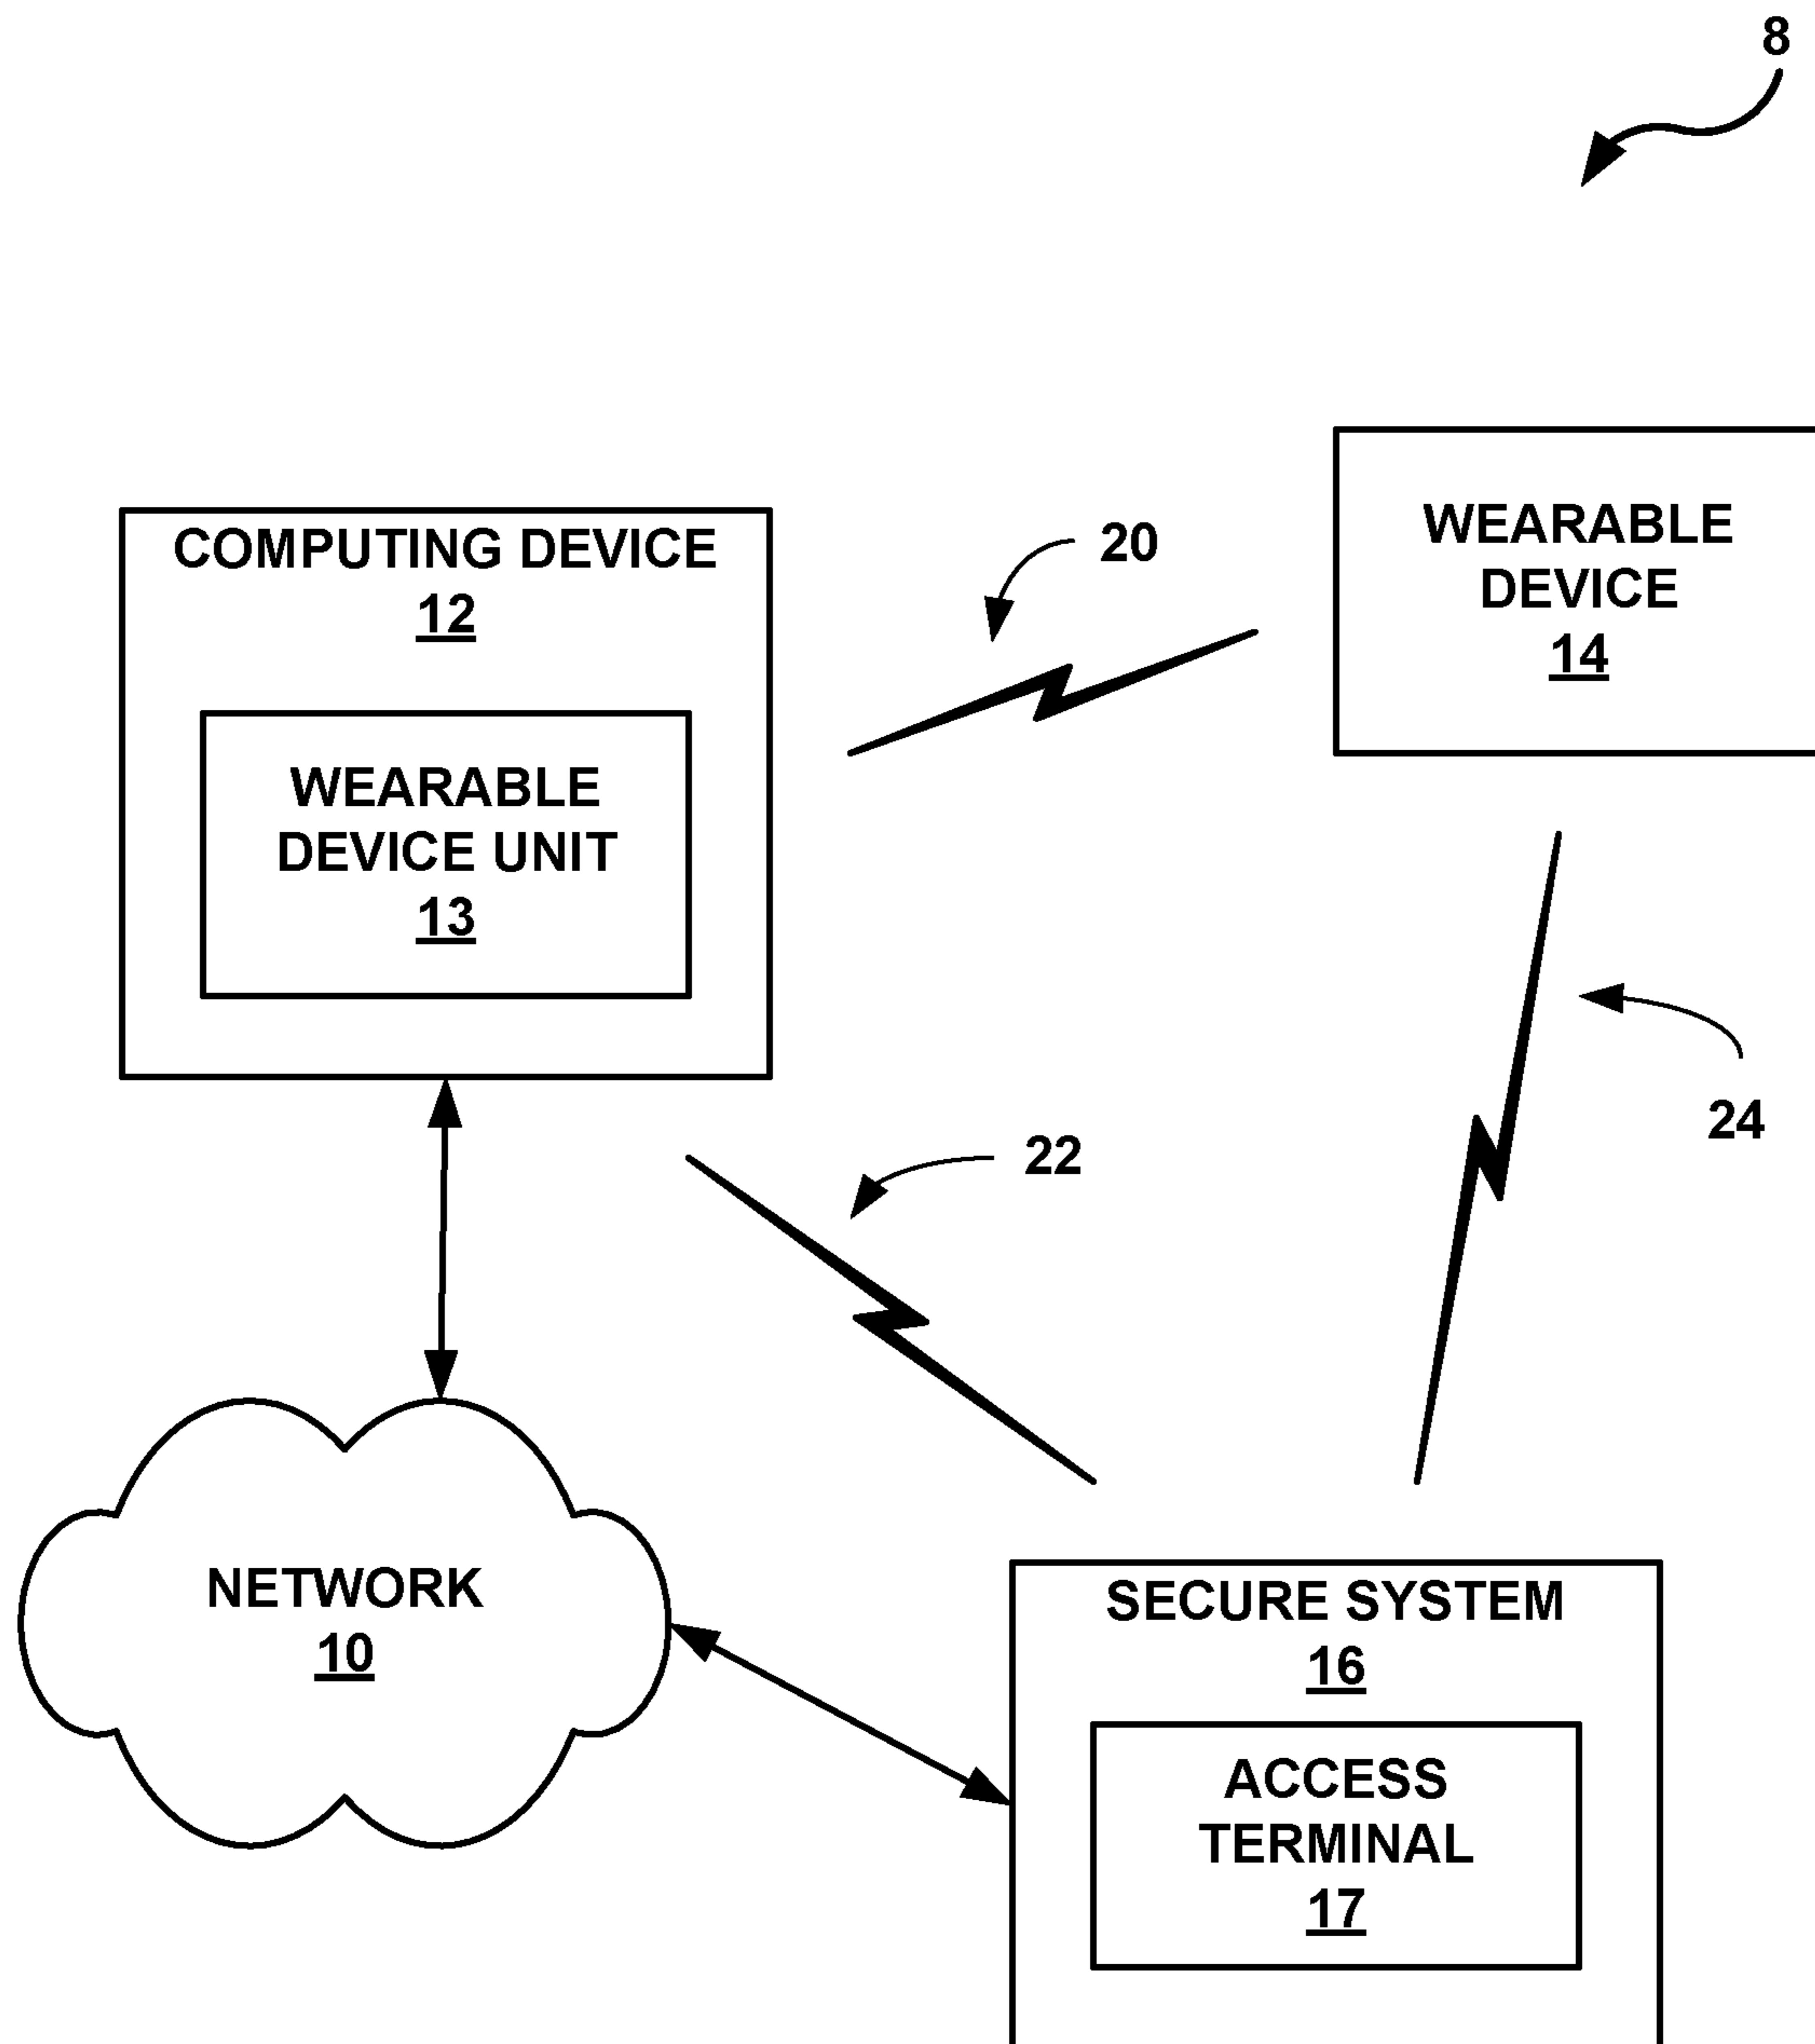 8
COMPUTING DEVICE
12
WEARABLE
DEVICE UNIT
13
20
WEARABLE
DEVICE
14
22
24
NETWORK
10
SECURE SYSTEM
16
ACCESS
TERMINAL
17